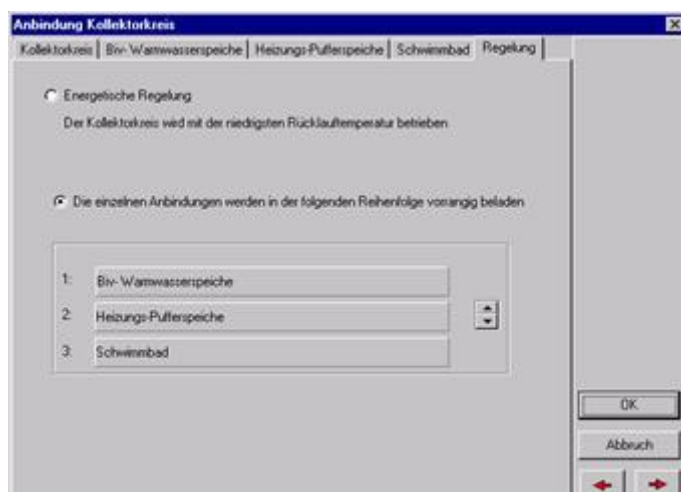 Anbindung Kollektorkreis
Kollektorkreis Biv- Warmwasserspeiche Heizungs-Pufferspeiche Schwimmbad Regelung
Energetische Regelung
Der Kollektorkreis wird mit der niedrigsten Rücklauftemperatur betrieben
Die einzelnen Anbindungen werden in der folgenden Reihenfolge vorrangig beladen
1: Biv- Warmwasserspeiche
2: Heizungs-Pufferspeiche
3: Schwimmbad
OK
Abbruch